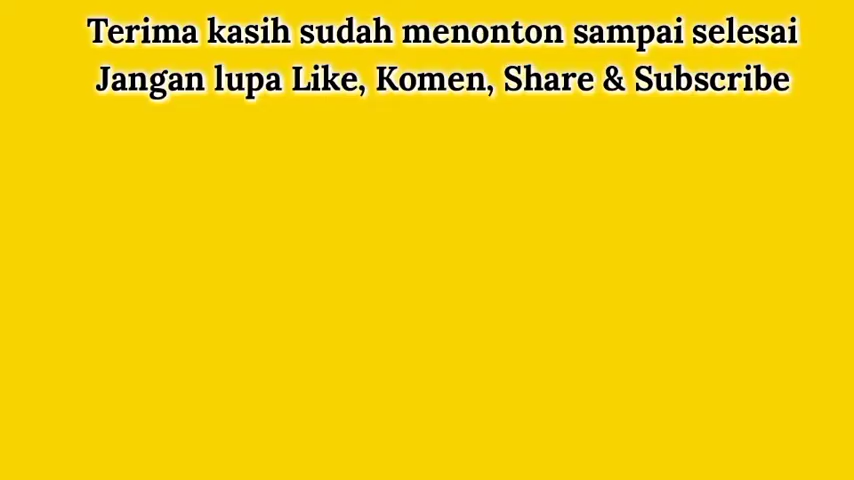 Terima kasih sudah menonton sampai selesai
Jangan lupa Like, Komen, Share & Subscribe